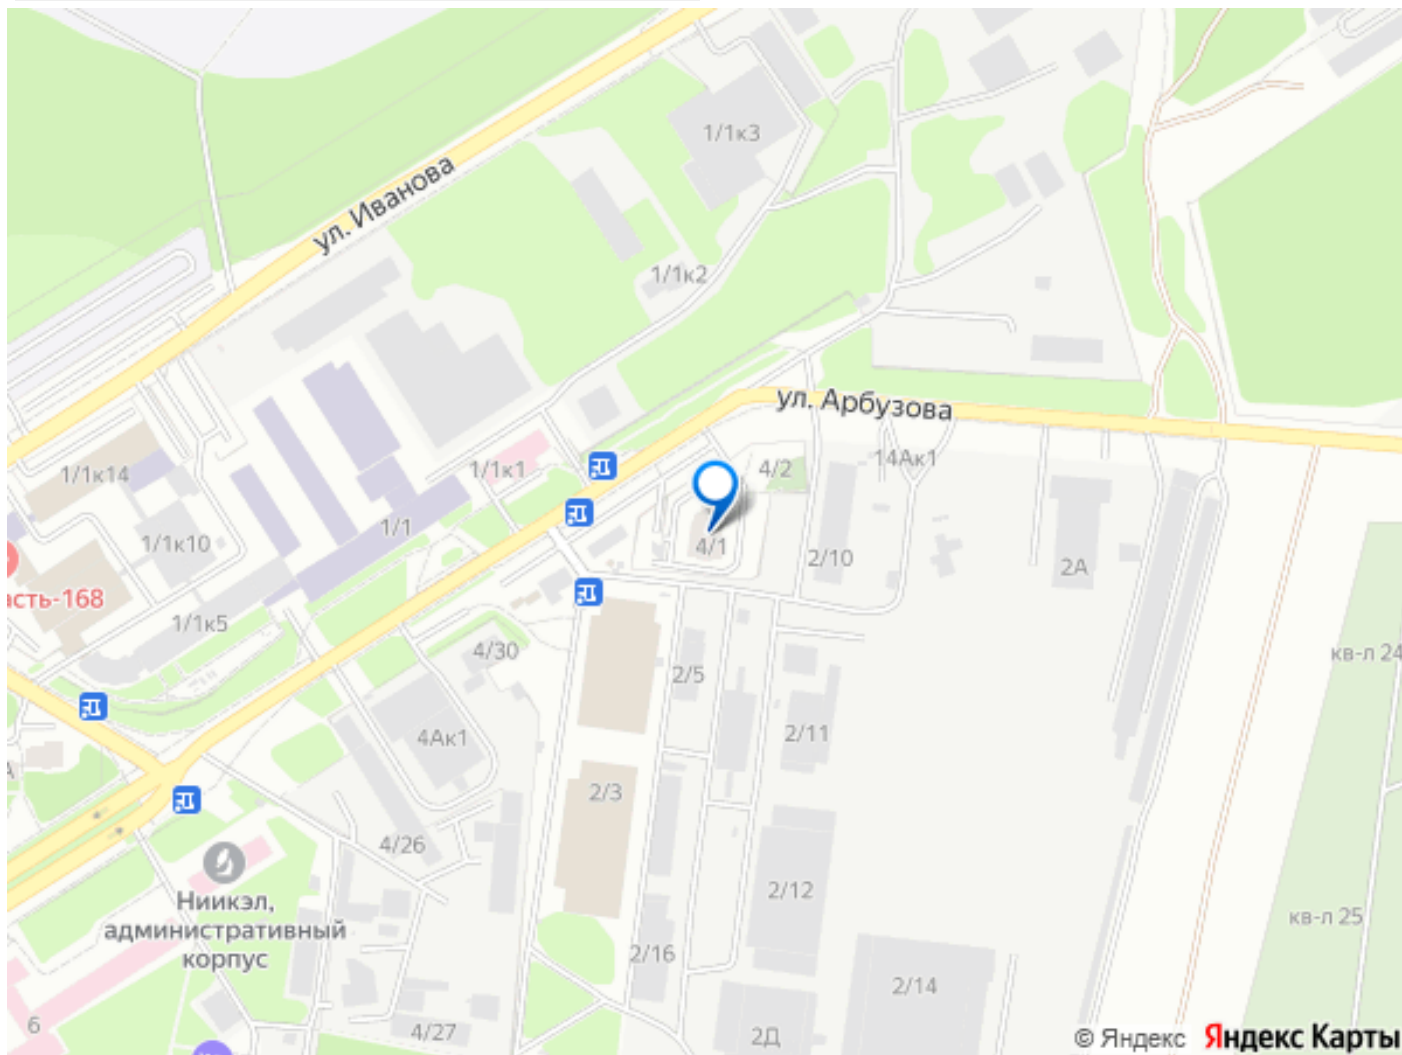 1/1к3
ул. Иванова
1/1к2
ул. Арбузова
1/1к14
1/1к1
4/2
14Ак1
1/1
1/1к10
4/1
2/10
2А
асть-168
1/1к5
4/30
2/5
кв-л 24
4Ак1
2/11
А
2/3
4/26
2/12
Ниикэл,
административный
корпус
кв-л 25
2/16
2/14
6
4/27
2Д
© Яндекс Яндекс Карты